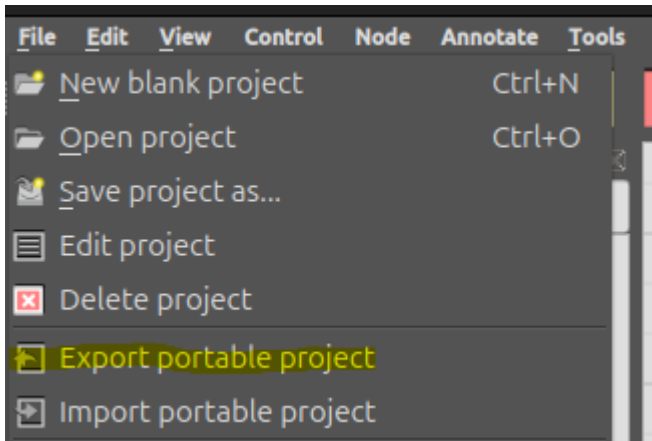 File Edit View Control Node Annotate Tools
New blank project Ctrl+N
Open project Ctrl+O
Save project as...
Edit project
Delete project
Export portable project
Import portable project